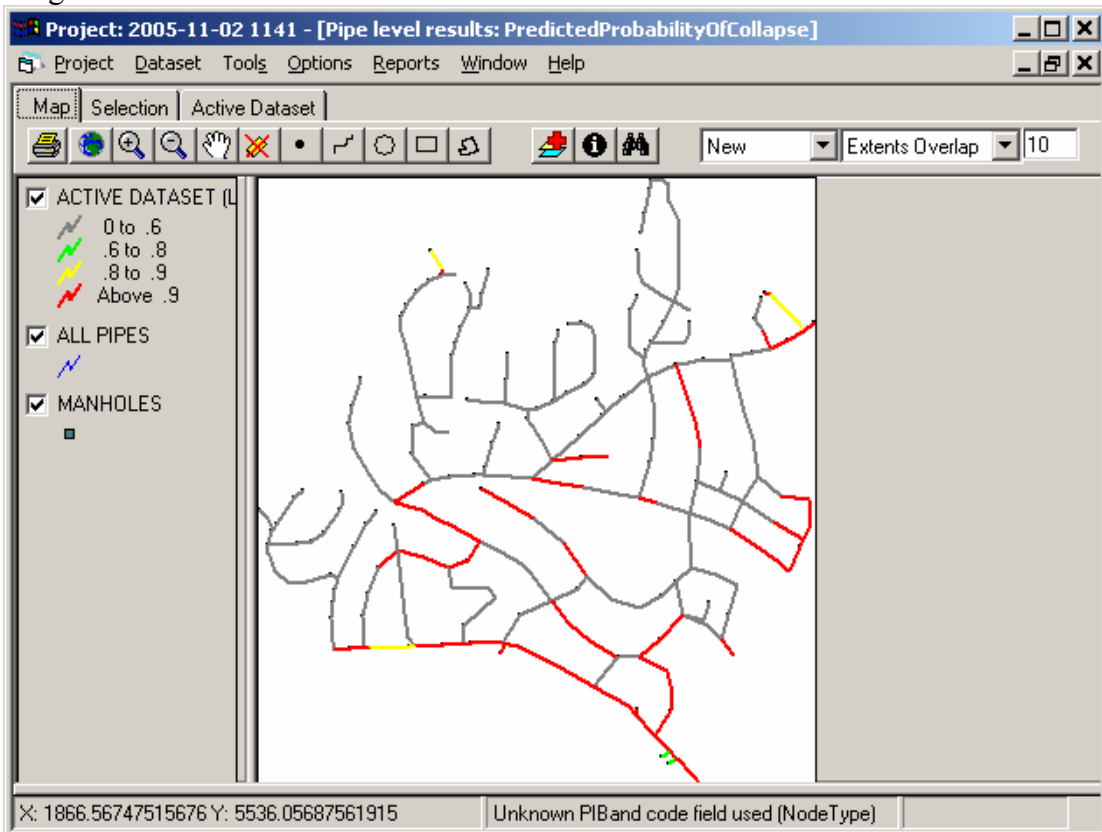 Project: 2005-11-02 1141 - [Pipe level results: PredictedProbabilityOfCollapse]
Project Dataset Tools Options Reports Window Help
Map Selection Active Dataset
New Extents Overlap 10
ACTIVE DATASET (L
0 to .6
.6 to .8
.8 to .9
Above .9
ALL PIPES
MANHOLES
X: 1866.56747515676 Y: 5536.05687561915 Unknown PIBand code field used (NodeType)